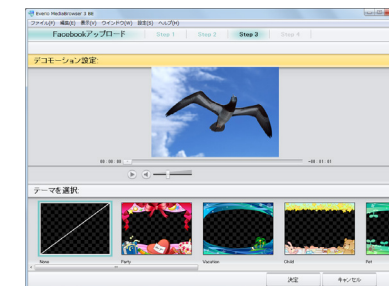 Everio MediaBrowser 3 BE
ファイル(F) 編集(E) 表示(V) ウインドウ(W) 設定(S) ヘルプ(H)
Facebookアップロード Step 1 Step 2 Step 3 Step 4
デコモーション設定:
00:00:00 -00:01:01
テーマを選択:
None Party Vacation Child Pet
決定 キャンセル